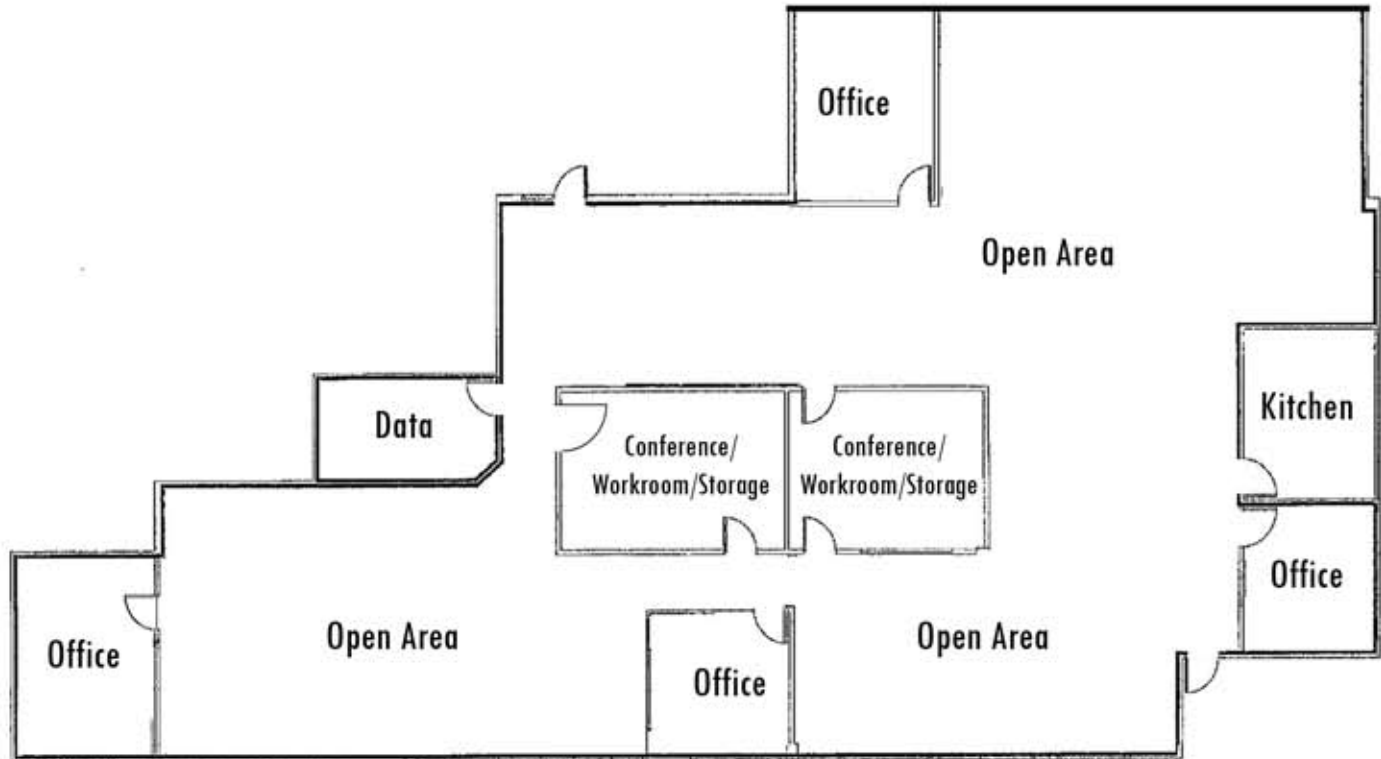 Office
Open Area
Kitchen
Data
Conference/
Workroom/Storage
Conference/
Workroom/Storage
Office
Office
Open Area
Office
Open Area